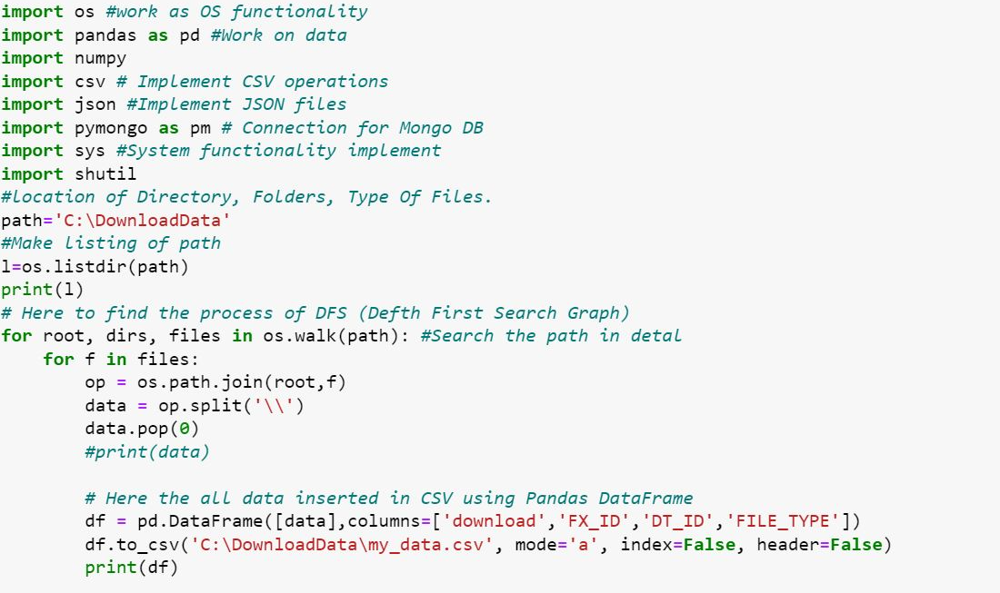 import os #work as OS functionality
import pandas as pd #Work on data
import numpy
import csv # Implement CSV operations
import json #Implement JSON files
import pymongo as pm # Connection for Mongo DB
import sys #System functionality implement
import shutil
#location of Directory, Folders, Type Of Files.
path='C:\DownloadData'
#Make listing of path
l=os.listdir(path)
print(l)
# Here to find the process of DFS (Defth First Search Graph)
for root, dirs, files in os.walk(path): #Search the path in detal
    for f in files:
        op = os.path.join(root,f)
        data = op.split('\\')
        data.pop(0)
        #print(data)

        # Here the all data inserted in CSV using Pandas DataFrame
        df = pd.DataFrame([data],columns=['download','FX_ID','DT_ID','FILE_TYPE'])
        df.to_csv('C:\DownloadData\my_data.csv', mode='a', index=False, header=False)
        print(df)